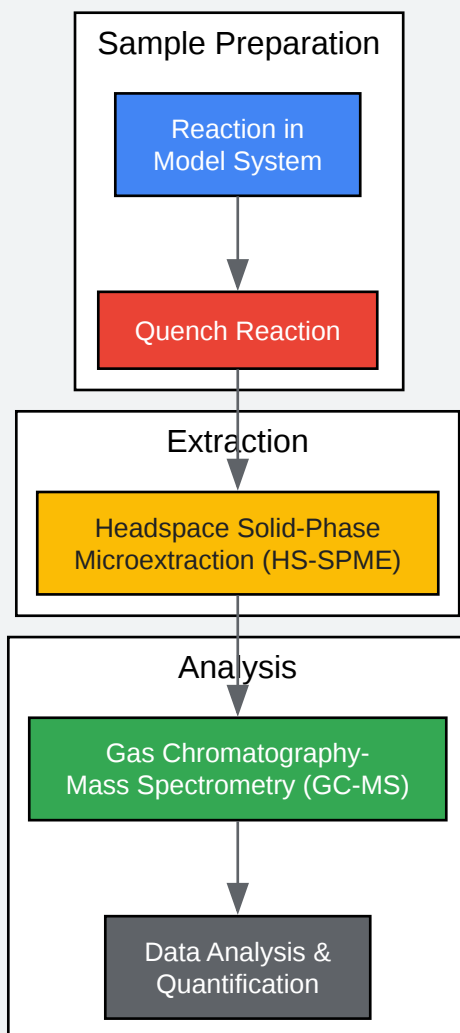 Sample Preparation
Reaction in
Model System
Quench Reaction
Extraction
Headspace Solid-Phase
Microextraction (HS-SPME)
Analysis
Gas Chromatography-
Mass Spectrometry (GC-MS)
Data Analysis &
Quantification